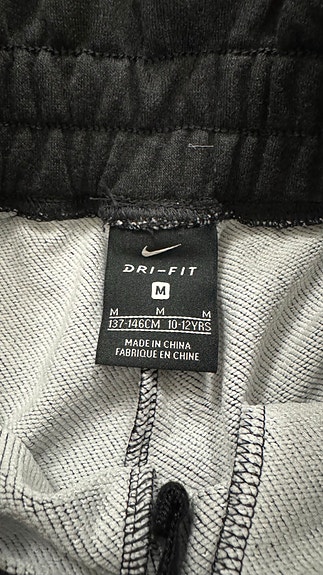 DRI-FIT
M
M M M
137-146CM 10-12YRS
MADE IN CHINA
FABRIQUE EN CHINE